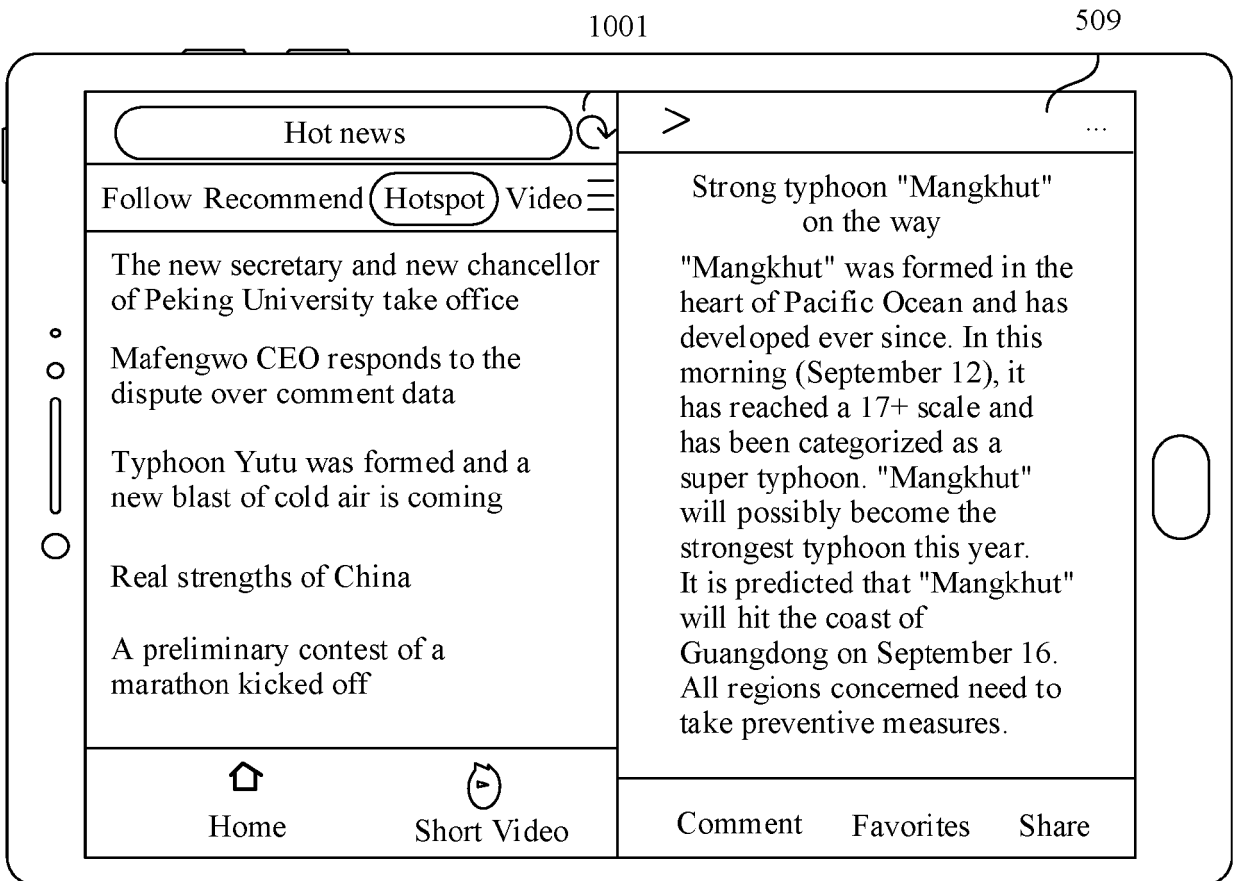 1001
509
Hot news
Follow Recommend Hotspot Video
The new secretary and new chancellor
of Peking University take office
Mafengwo CEO responds to the
dispute over comment data
Typhoon Yutu was formed and a
new blast of cold air is coming
Real strengths of China
A preliminary contest of a
marathon kicked off
Home
Short Video
>
...
Strong typhoon "Mangkhut"
on the way
"Mangkhut" was formed in the
heart of Pacific Ocean and has
developed ever since. In this
morning (September 12), it
has reached a 17+ scale and
has been categorized as a
super typhoon. "Mangkhut"
will possibly become the
strongest typhoon this year.
It is predicted that "Mangkhut"
will hit the coast of
Guangdong on September 16.
All regions concerned need to
take preventive measures.
Comment Favorites Share